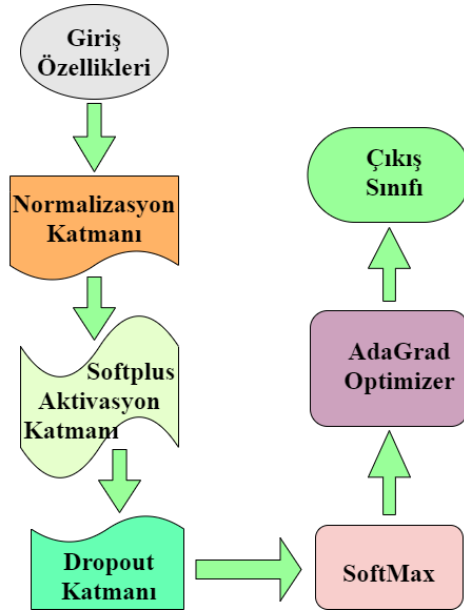 Giriş
Özellikleri
Normalizasyon
Katmanı
Softplus
Aktivasyon
Katmanı
Dropout
Katmanı
SoftMax
AdaGrad
Optimizer
Çıkış
Sınıfı